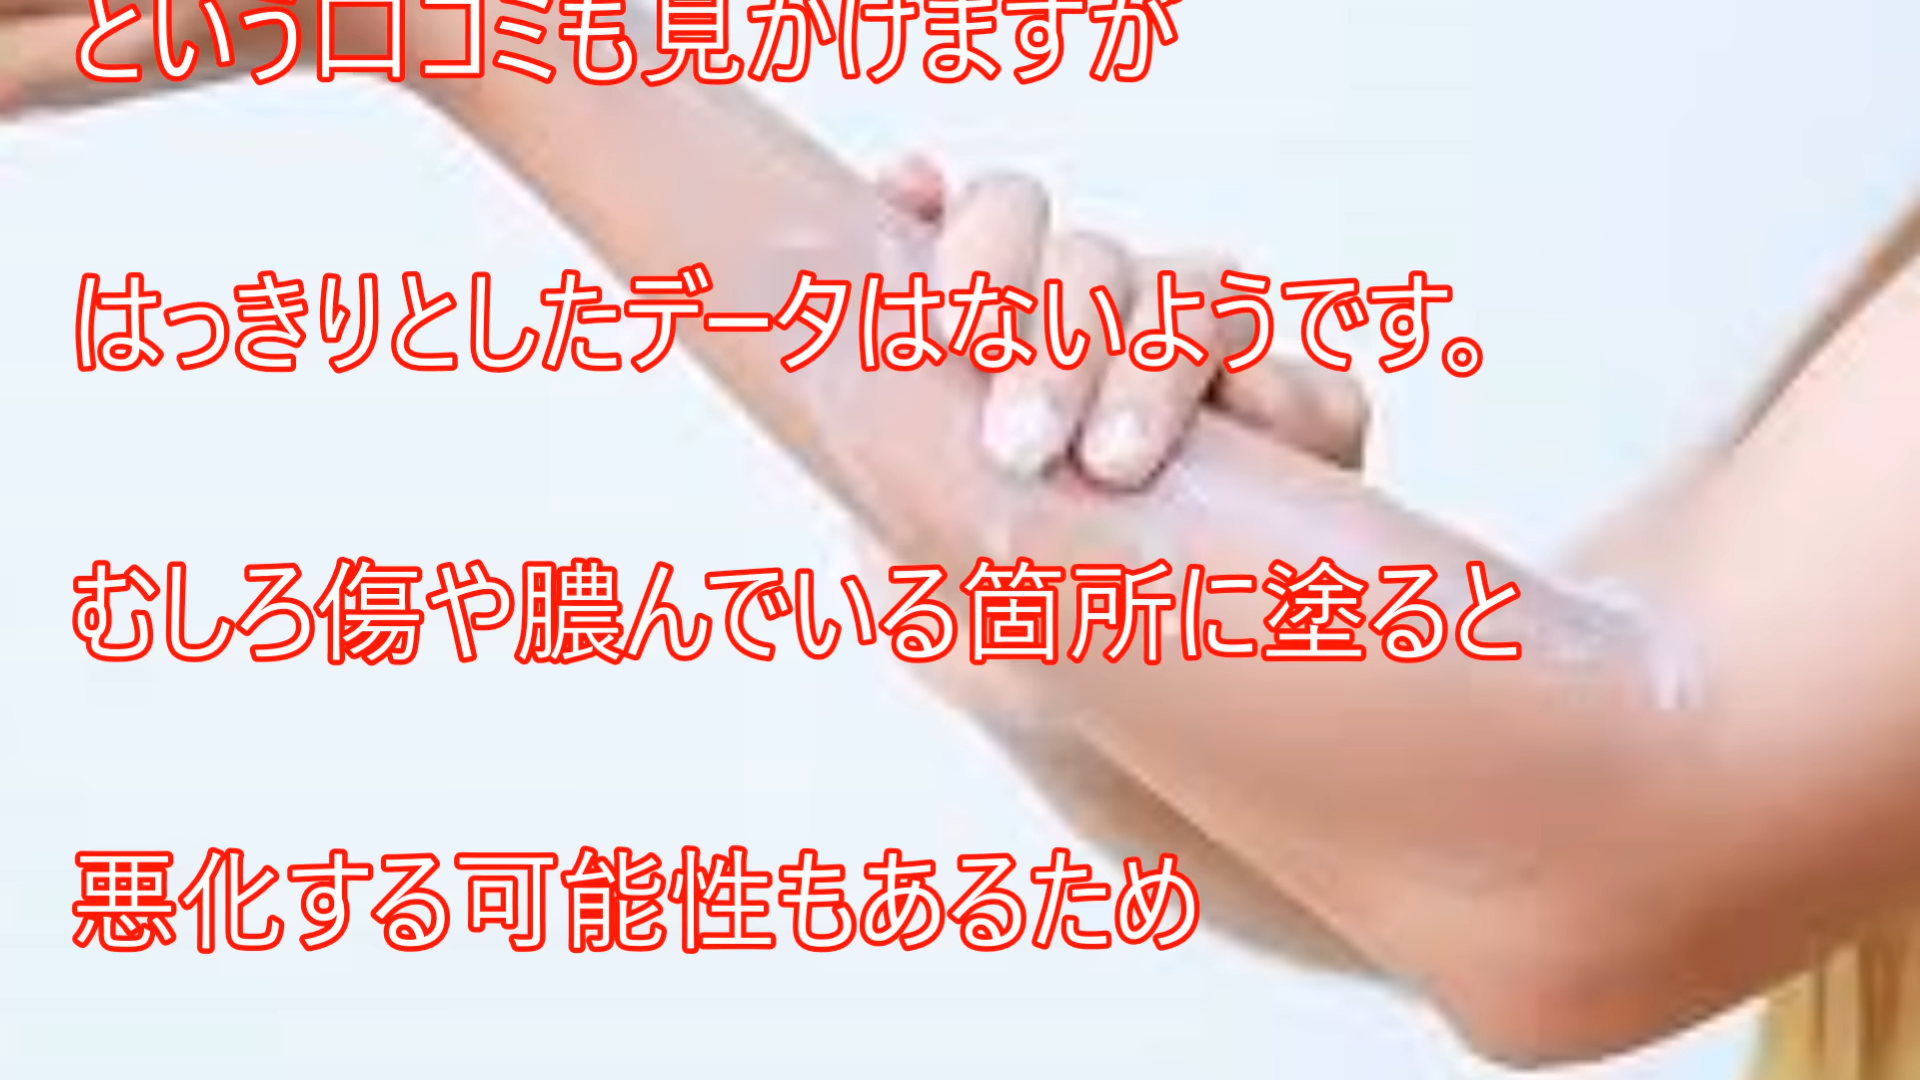 という口コミも見かけますが
はっきりとしたデータはないようです。
むしろ傷や膿んでいる箇所に塗ると
悪化する可能性もあるため